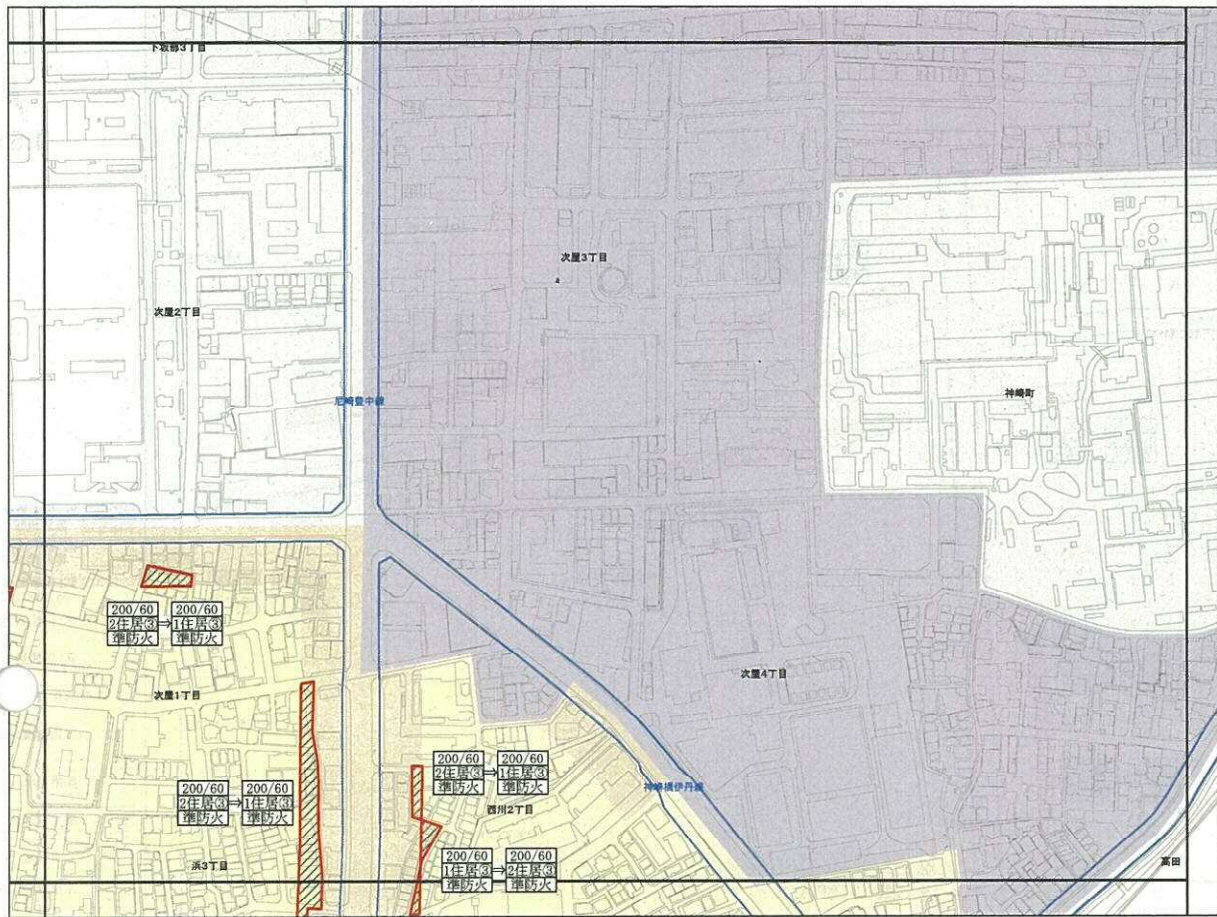 下坂部3丁目
次屋3丁目
次屋2丁目
神崎町
尼崎豊中線
200/60 200/60
2住居③⇒1住居③
準防火 準防火
次屋1丁目
次屋4丁目
200/60 200/60
2住居③⇒1住居③
準防火 準防火
神崎橋伊丹線
200/60 200/60
2住居③⇒1住居③
準防火 準防火
西川2丁目
浜3丁目
200/60 200/60
1住居③⇒2住居③
準防火 準防火
高田